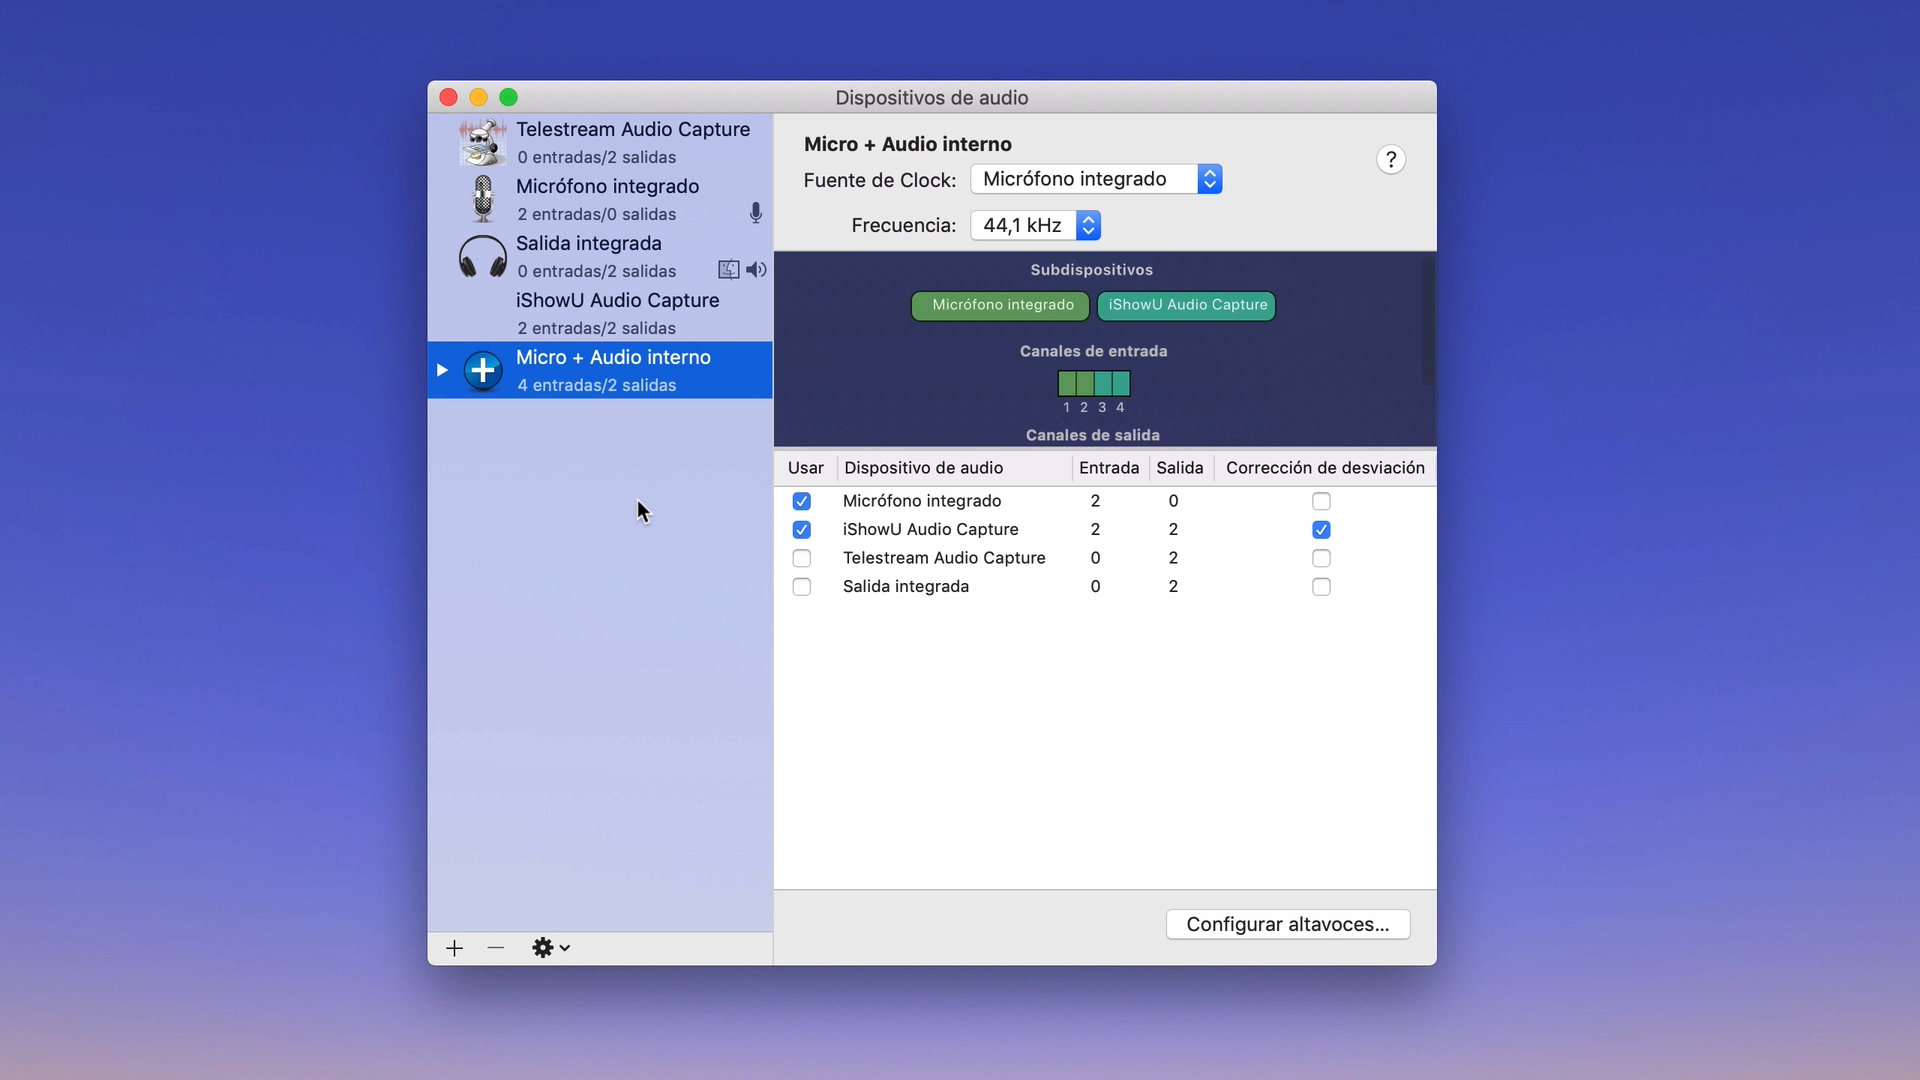 Dispositivos de audio
Telestream Audio Capture
0 entradas/2 salidas
Micrófono integrado
2 entradas/0 salidas
Salida integrada
0 entradas/2 salidas
iShowU Audio Capture
2 entradas/2 salidas
Micro + Audio interno
4 entradas/2 salidas
Micro + Audio interno
?
Fuente de Clock: Micrófono integrado
Frecuencia: 44,1 kHz
Subdispositivos
Micrófono integrado iShowU Audio Capture
Canales de entrada
1 2 3 4
Canales de salida
Usar Dispositivo de audio Entrada Salida Corrección de desviación
Micrófono integrado 2 0
iShowU Audio Capture 2 2
Telestream Audio Capture 0 2
Salida integrada 0 2
Configurar altavoces...